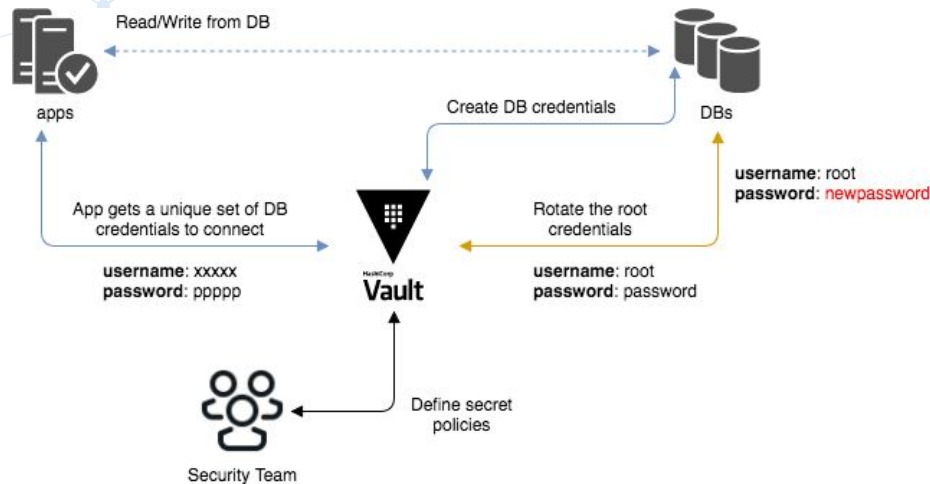 Read/Write from DB
apps
DBs
Create DB credentials
username: root
password: newpassword
App gets a unique set of DB
credentials to connect
Rotate the root
credentials
username: xxxxx
password: ppppp
username: root
password: password
HashiCorp
Vault
Define secret
policies
Security Team